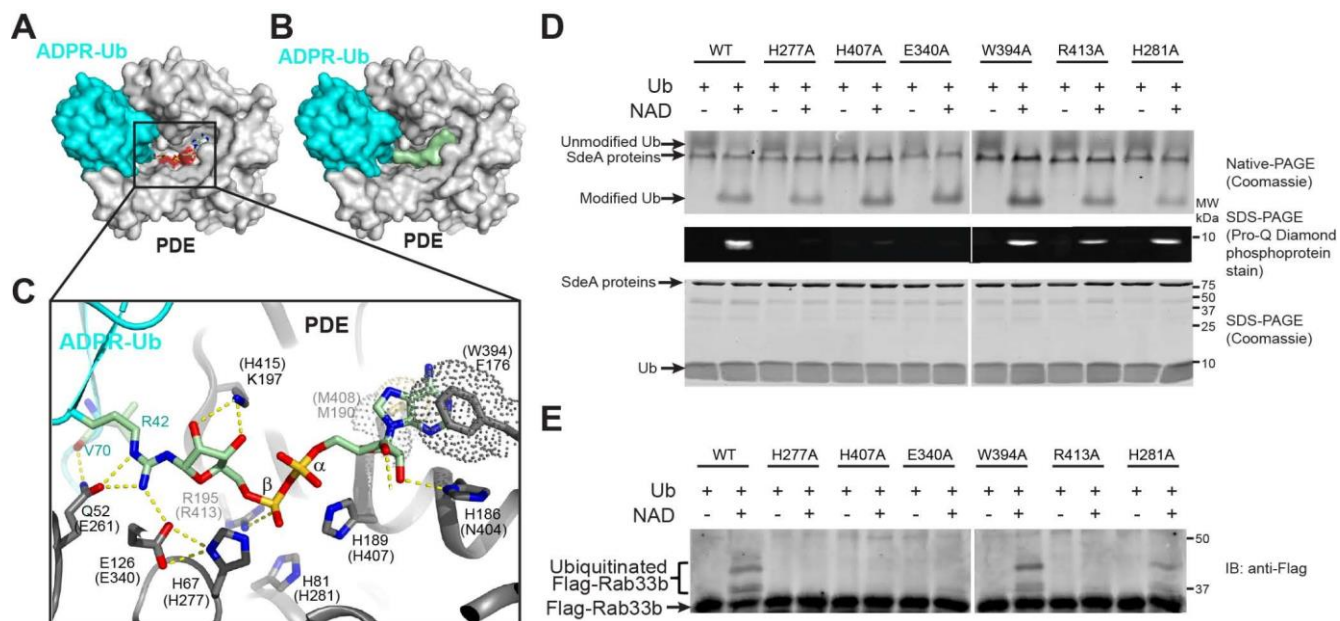 A
B
ADPR-Ub
ADPR-Ub
PDE
PDE
C
PDE
ADPR-Ub
(H415)
K197
(W394)
F176
(M408)
M190
R42
V70
α
β
R195
(R413)
Q52
(E261)
H186
(N404)
H189
(H407)
E126
(E340)
H67
(H277)
H81
(H281)
D
WT H277A H407A E340A W394A R413A H281A
Ub + + + + + + + + + + + + + +
NAD - + - + - + - + - + - + - +
Unmodified Ub
SdeA proteins
Modified Ub
Native-PAGE
(Coomassie)
MW
kDa
10
SDS-PAGE
(Pro-Q Diamond
phosphoprotein
stain)
SdeA proteins
75
50
37
25
SDS-PAGE
(Coomassie)
10
Ub
E
WT H277A H407A E340A W394A R413A H281A
Ub + + + + + + + + + + + + + +
NAD - + - + - + - + - + - + - +
50
Ubiquitinated
Flag-Rab33b
IB: anti-Flag
37
Flag-Rab33b